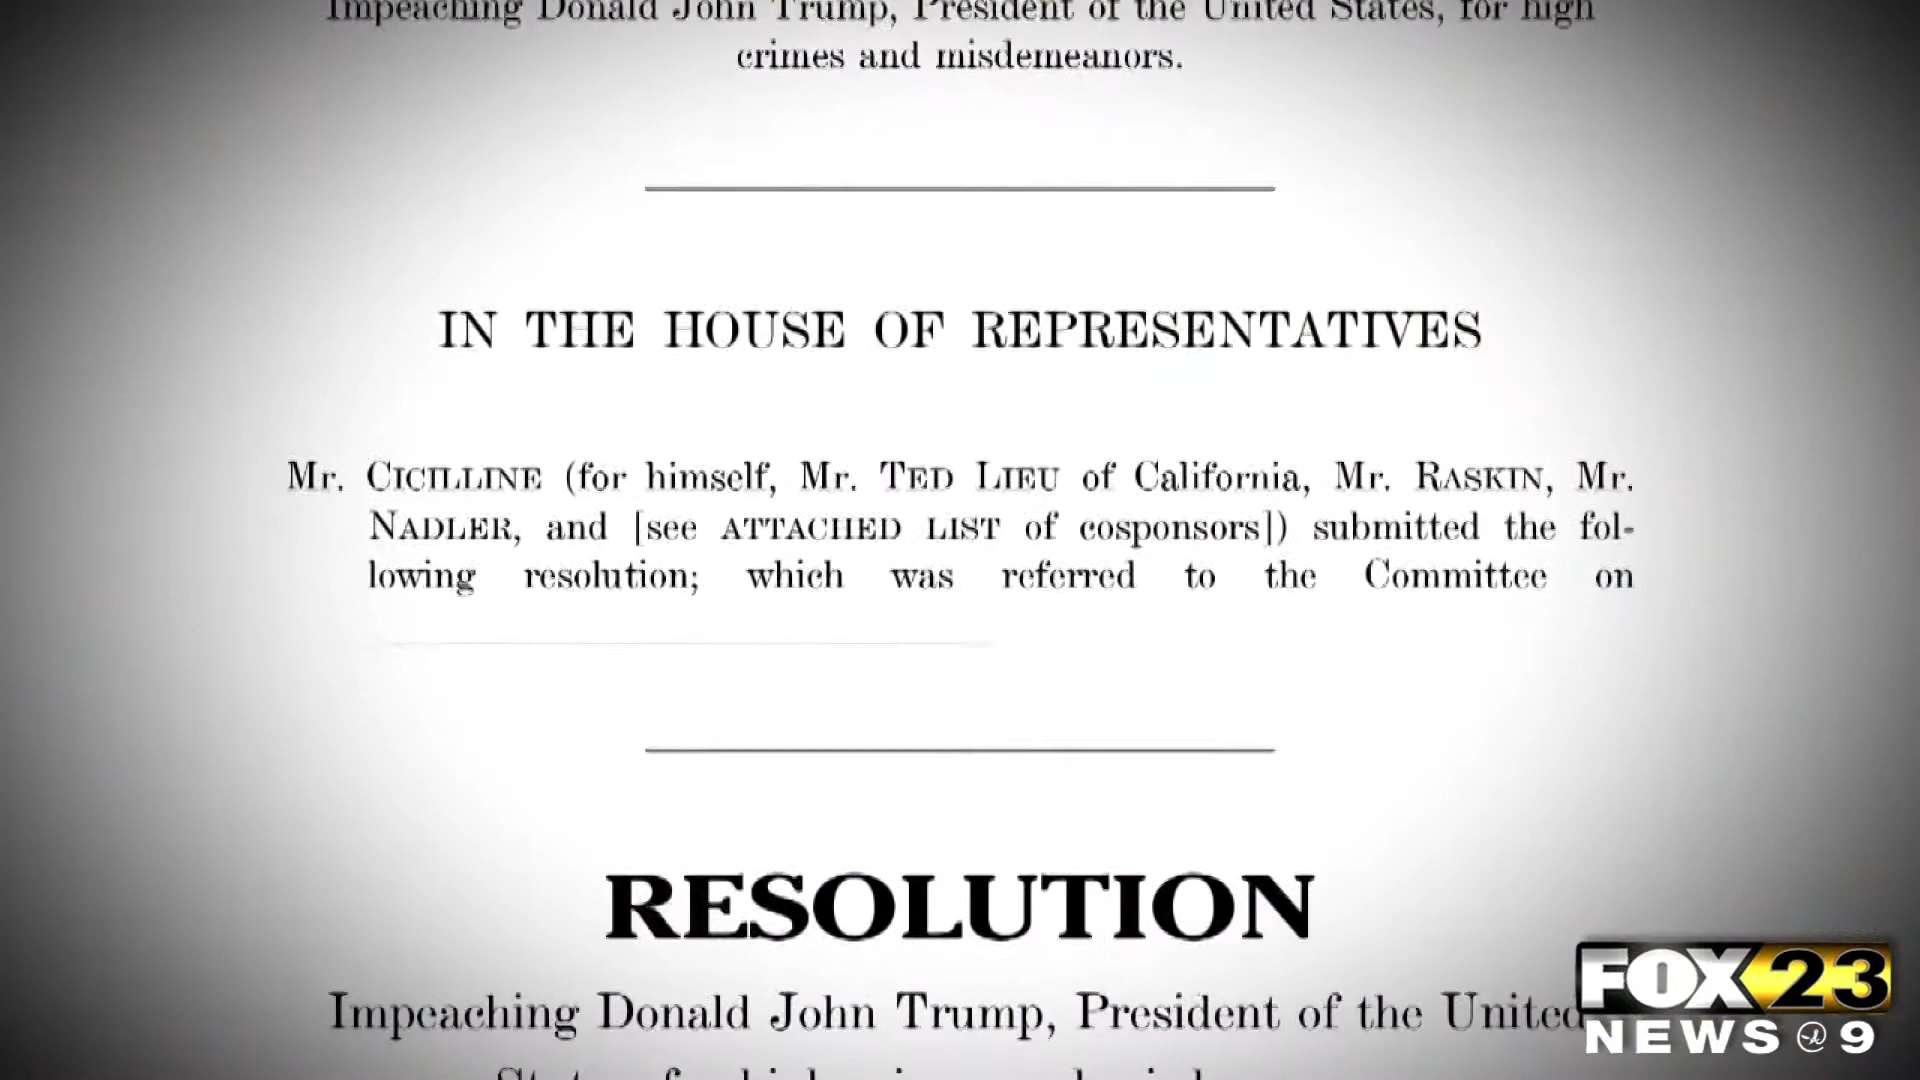 Impeaching Donald John Trump, President of the United States, for high
crimes and misdemeanors.
IN THE HOUSE OF REPRESENTATIVES
Mr. CICILLINE (for himself, Mr. TED LIEU of California, Mr. RASKIN, Mr.
NADLER, and [see ATTACHED LIST of cosponsors]) submitted the fol-
lowing resolution; which was referred to the Committee on
RESOLUTION
Impeaching Donald John Trump, President of the United
FOX 23
NEWS @ 9